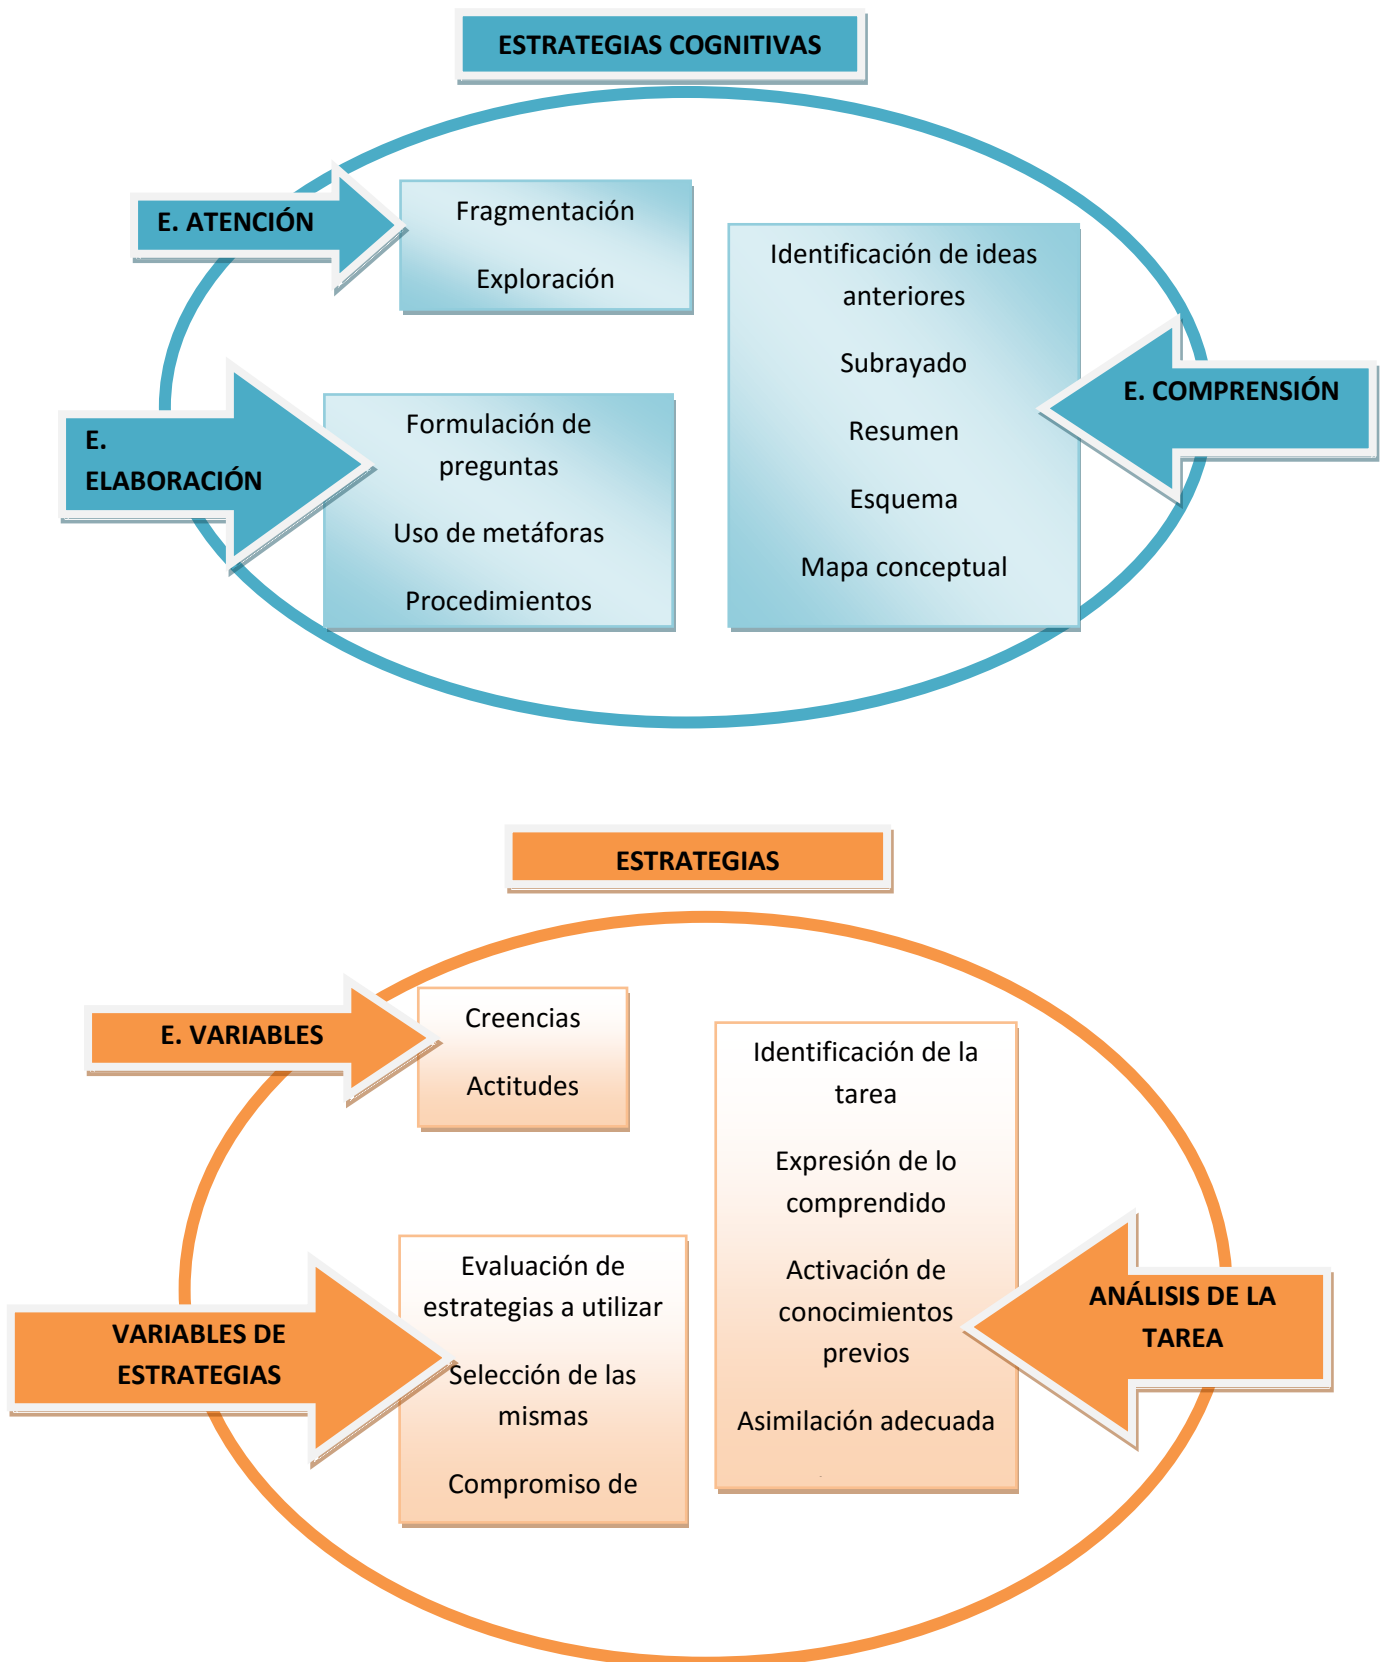 ESTRATEGIAS COGNITIVAS
E. ATENCIÓN
Fragmentación
Exploración
Identificación de ideas
anteriores
Subrayado
Resumen
Esquema
Mapa conceptual
E. COMPRENSIÓN
E.
ELABORACIÓN
Formulación de
preguntas
Uso de metáforas
Procedimientos
ESTRATEGIAS
E. VARIABLES
Creencias
Actitudes
Identificación de la
tarea
Expresión de lo
comprendido
Activación de
conocimientos
previos
Asimilación adecuada
ANÁLISIS DE LA
TAREA
VARIABLES DE
ESTRATEGIAS
Evaluación de
estrategias a utilizar
Selección de las
mismas
Compromiso de